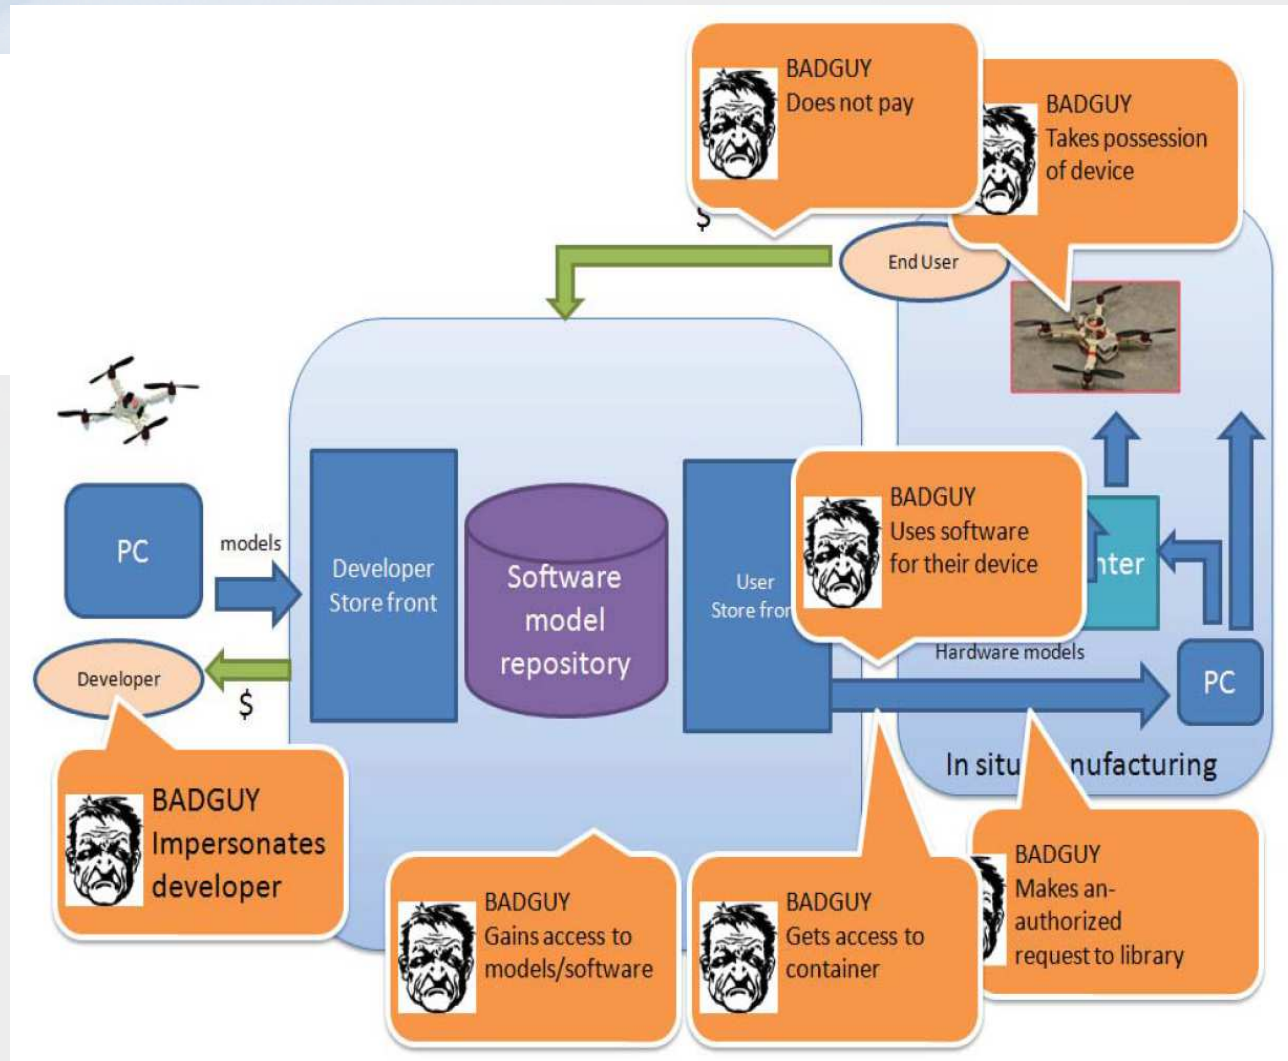 BADGUY
Does not pay
BADGUY
Takes possession
of device
$
End User
PC
models
Developer
Store front
Software
model
repository
User
Store front
BADGUY
Uses software
for their device
nter
Hardware models
PC
Developer
$
In situ nufacturing
BADGUY
Impersonates
developer
BADGUY
Gains access to
models/software
BADGUY
Gets access to
container
BADGUY
Makes an-
authorized
request to library